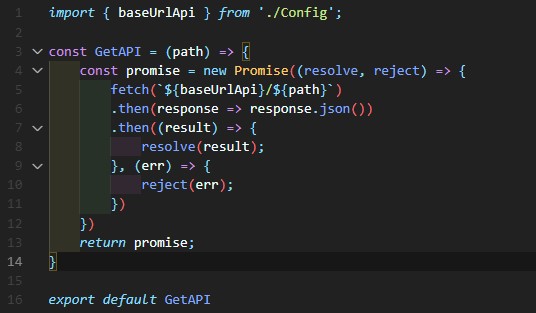 1 import { baseUrlApi } from './Config';
2
3 const GetAPI = (path) => {
4     const promise = new Promise((resolve, reject) => {
5         fetch(`${baseUrlApi}/${path}`)
6         .then(response => response.json())
7         .then((result) => {
8             resolve(result);
9         }, (err) => {
10             reject(err);
11         })
12     })
13     return promise;
14 }
15
16 export default GetAPI